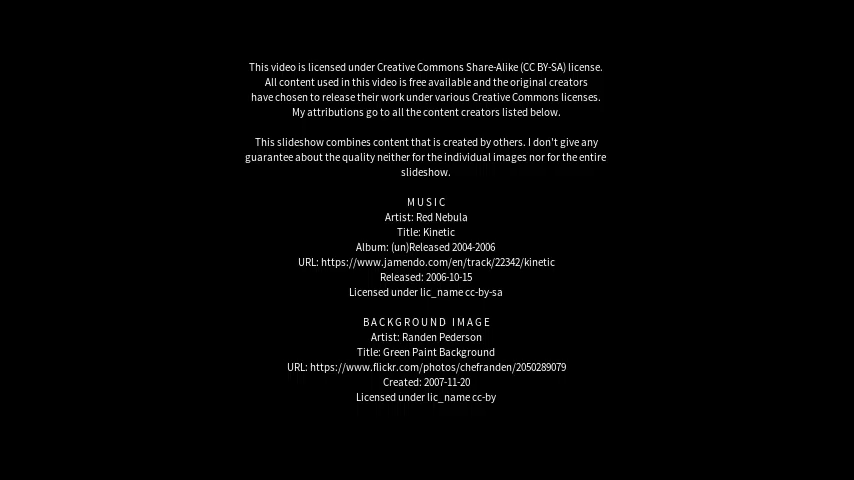 This video is licensed under Creative Commons Share-Alike (CC BY-SA) license.
All content used in this video is free available and the original creators
have chosen to release their work under various Creative Commons licenses.
My attributions go to all the content creators listed below.
This slideshow combines content that is created by others. I don't give any
guarantee about the quality neither for the individual images nor for the entire
slideshow.
M U S I C
Artist: Red Nebula
Title: Kinetic
Album: (un)Released 2004-2006
URL: https://www.jamendo.com/en/track/22342/kinetic
Released: 2006-10-15
Licensed under lic_name cc-by-sa
B A C K G R O U N D   I M A G E
Artist: Randen Pederson
Title: Green Paint Background
URL: https://www.flickr.com/photos/chefranden/2050289079
Created: 2007-11-20
Licensed under lic_name cc-by